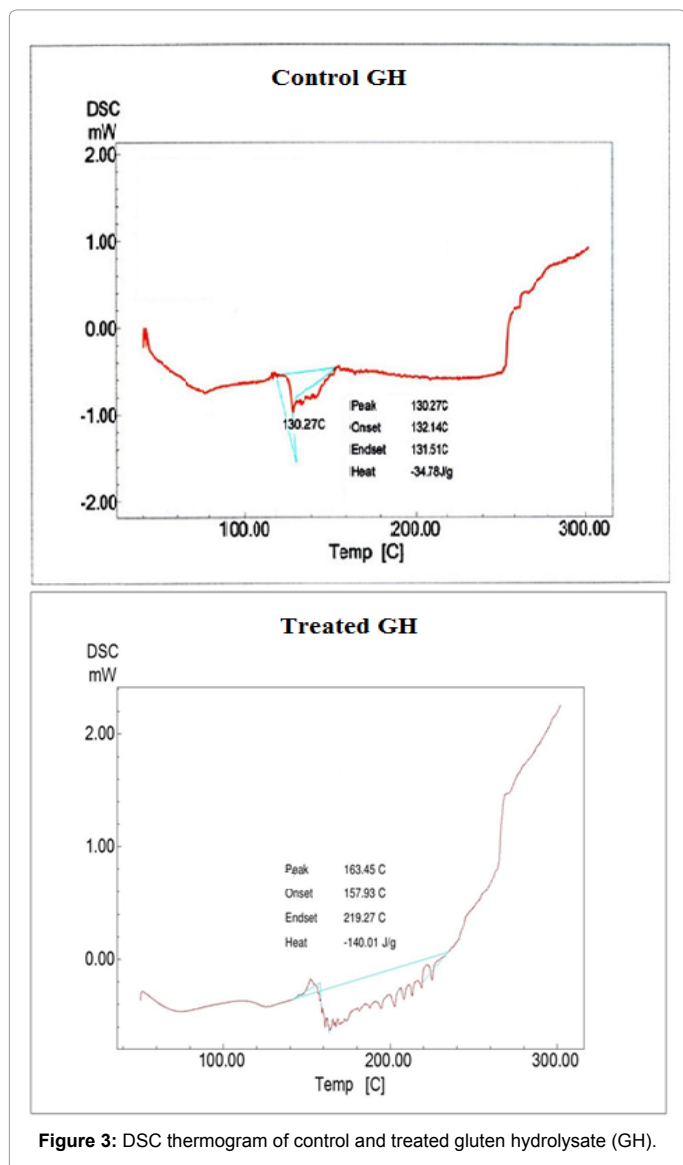 Control GH
DSC
mW
2.00
1.00
0.00
-1.00
-2.00
130.27C
Peak 130.27C
Onset 132.14C
Endset 131.51C
Heat -34.78J/g
100.00 200.00 300.00
Temp [C]
Treated GH
DSC
mW
2.00
1.00
0.00
Peak 163.45 C
Onset 157.93 C
Endset 219.27 C
Heat -140.01 J/g
100.00 200.00 300.00
Temp [C]
Figure 3: DSC thermogram of control and treated gluten hydrolysate (GH).